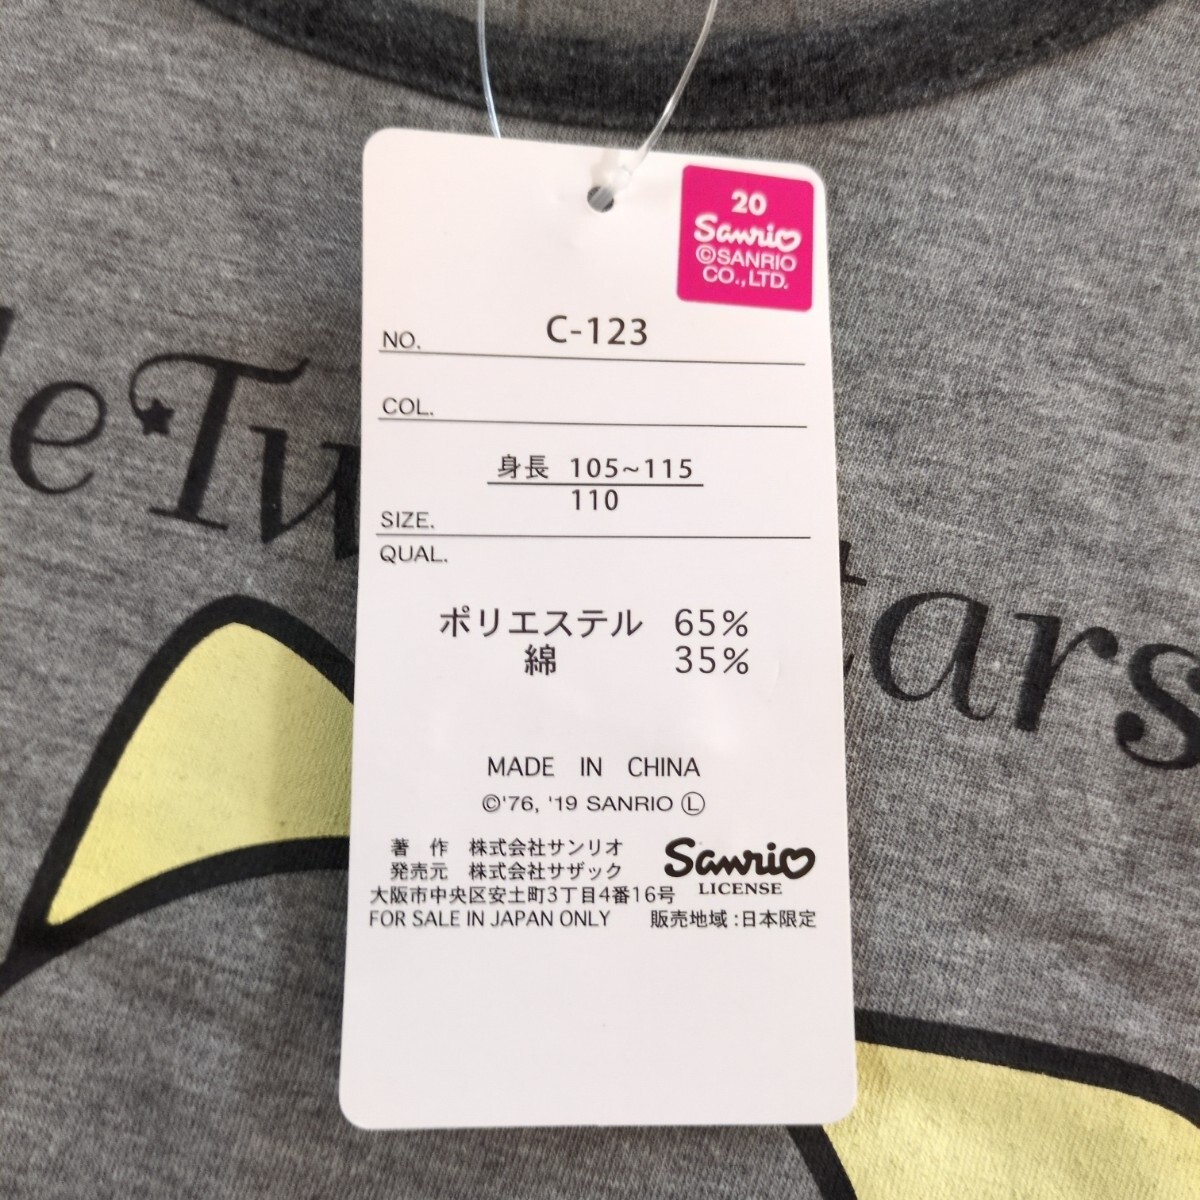 20
Sanrio
©SANRIO
CO.,LTD.
NO. C-123
COL.
身長 105~115
110
SIZE.
QUAL.
ポリエステル 65%
綿 35%
MADE IN CHINA
©'76, '19 SANRIO Ⓛ
著 作 株式会社サンリオ
発売元 株式会社サザック
Sanrio
LICENSE
大阪市中央区安土町3丁目4番16号
FOR SALE IN JAPAN ONLY 販売地域:日本限定
le Tw
tars